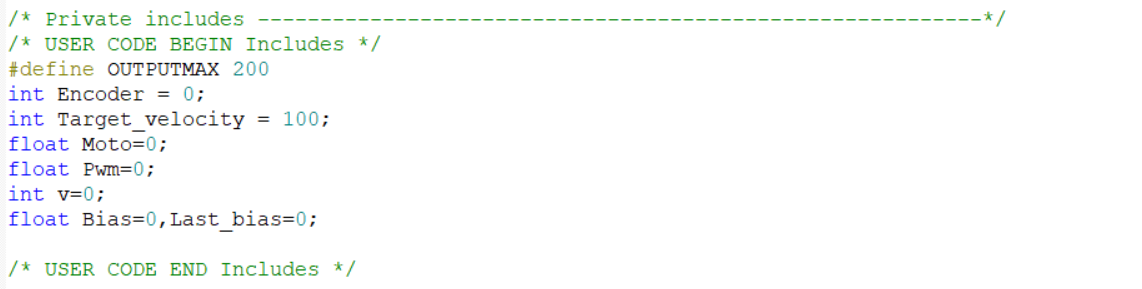 /* Private includes ----------------------------------------------------------*/
/* USER CODE BEGIN Includes */
#define OUTPUTMAX 200
int Encoder = 0;
int Target_velocity = 100;
float Moto=0;
float Pwm=0;
int v=0;
float Bias=0,Last_bias=0;
/* USER CODE END Includes */